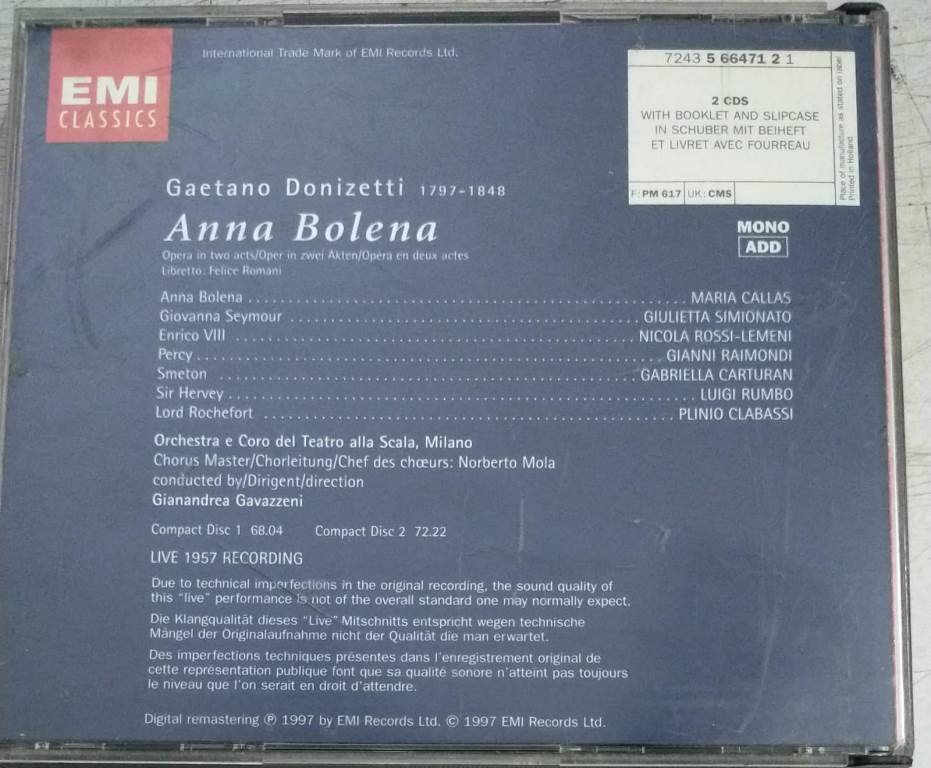 EMI
CLASSICS
International Trade Mark of EMI Records Ltd.
7243 5 66471 2 1
2 CDS
WITH BOOKLET AND SLIPCASE
IN SCHUBER MIT BEIHEFT
ET LIVRET AVEC FOURREAU
F: PM 617 UK: CMS
Place of manufacture as stated on label
Printed in Holland
Gaetano Donizetti 1797-1848
Anna Bolena
MONO
ADD
Opera in two acts/Oper in zwei Akten/Opéra en deux actes
Libretto: Felice Romani
Anna Bolena ........ MARIA CALLAS
Giovanna Seymour ........ GIULIETTA SIMIONATO
Enrico VIII ........ NICOLA ROSSI-LEMENI
Percy ........ GIANNI RAIMONDI
Smeton ........ GABRIELLA CARTURAN
Sir Hervey ........ LUIGI RUMBO
Lord Rochefort ........ PLINIO CLABASSI
Orchestra e Coro del Teatro alla Scala, Milano
Chorus Master/Chorleitung/Chef des chœurs: Norberto Mola
conducted by/Dirigent/direction
Gianandrea Gavazzeni
Compact Disc 1 68.04 Compact Disc 2 72.22
LIVE 1957 RECORDING
Due to technical imperfections in the original recording, the sound quality of
this "live" performance is not of the overall standard one may normally expect.
Die Klangqualität dieses "Live"-Mitschnitts entspricht wegen technische
Mängel der Originalaufnahme nicht der Qualität die man erwartet.
Des imperfections techniques présentes dans l'enregistrement original de
cette représentation publique font que sa qualité sonore n'atteint pas toujours
le niveau que l'on serait en droit d'attendre.
Digital remastering ℗ 1997 by EMI Records Ltd. © 1997 EMI Records Ltd.